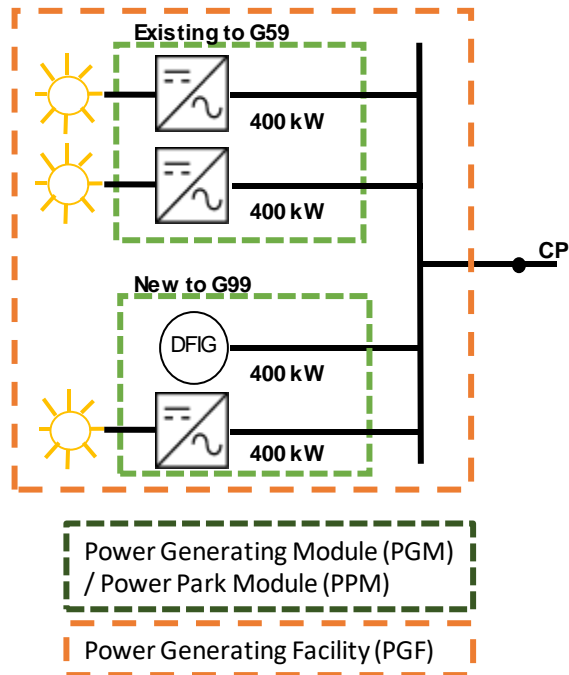 Existing to G59
400 kW
400 kW
CP
New to G99
DFIG
400 kW
400 kW
Power Generating Module (PGM)
/ Power Park Module (PPM)
Power Generating Facility (PGF)